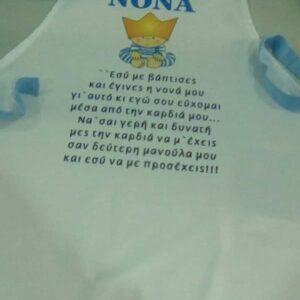 ΝΟΝΑ
``Εσύ με βάπτισες
και έγινες η νονά μου
γι`αυτό κι εγώ σου εύχομαι
μέσα από την καρδιά μου...
Να~σαι γερή και δυνατή
μες την καρδιά να μ`έχεις
σαν δεύτερη μανούλα μου
και εσύ να με προσέχεις!!!